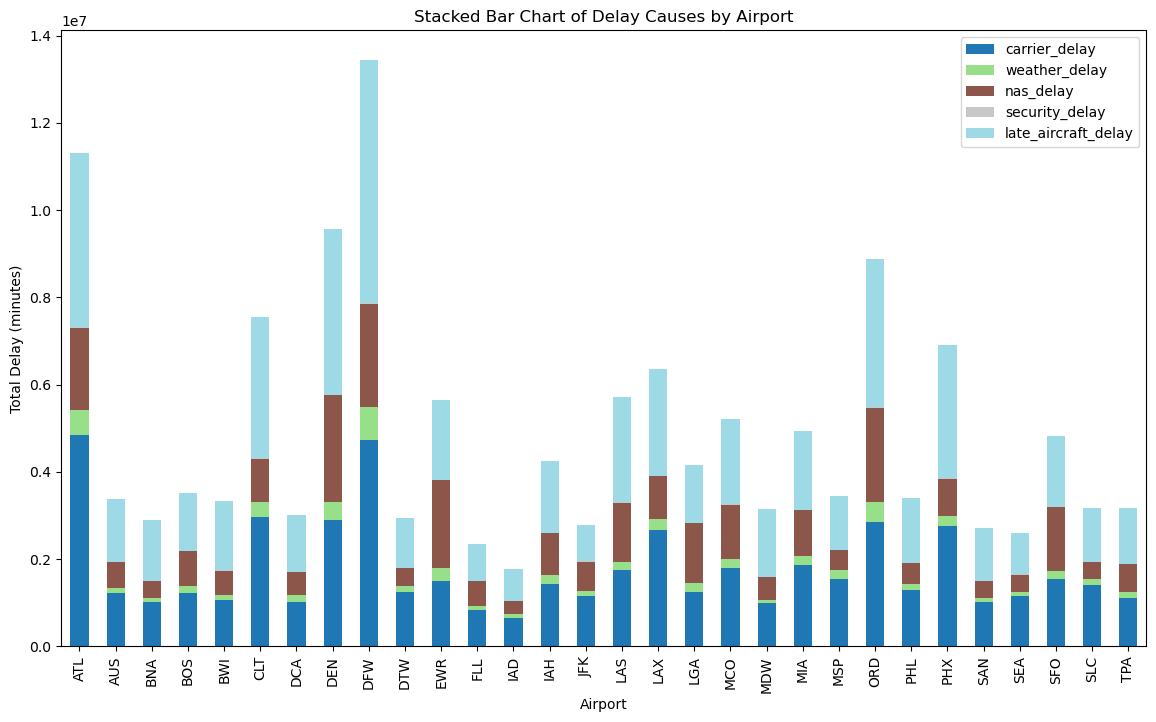 Stacked Bar Chart of Delay Causes by Airport
1e7
1.4
1.2
1.0
0.8
0.6
0.4
0.2
0.0
Total Delay (minutes)
carrier_delay
weather_delay
nas_delay
security_delay
late_aircraft_delay
ATL AUS BNA BOS BWI CLT DCA DEN DFW DTW EWR FLL IAD IAH JFK LAS LAX LGA MCO MDW MIA MSP ORD PHL PHX SAN SEA SFO SLC TPA
Airport